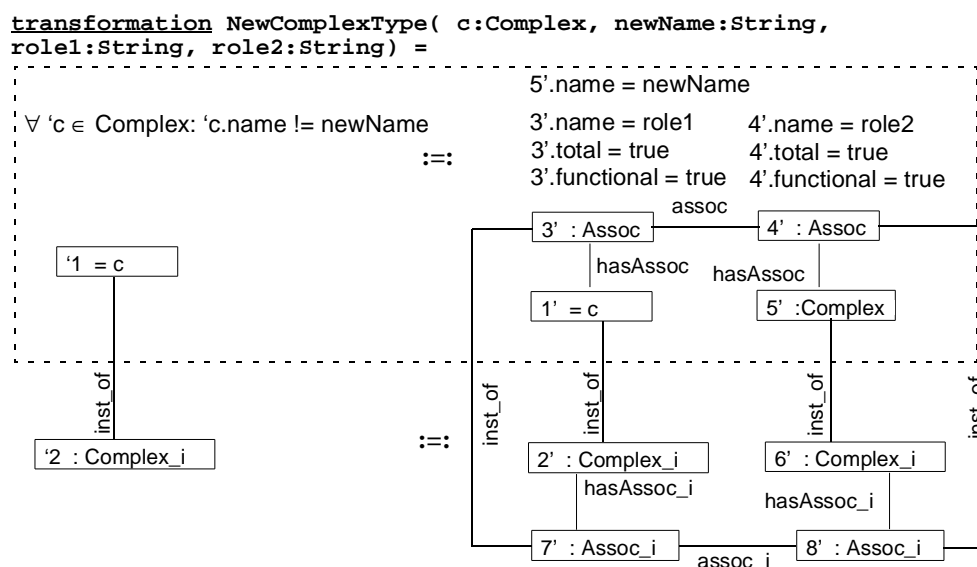 transformation NewComplexType( c:Complex, newName:String,
role1:String, role2:String) =
5’.name = newName
∀ ‘c ∈ Complex: ‘c.name != newName
:=:
3’.name = role1
4’.name = role2
3’.total = true
4’.total = true
3’.functional = true
4’.functional = true
assoc
3’ : Assoc
4’ : Assoc
‘1 = c
hasAssoc
hasAssoc
1’ = c
5’ :Complex
inst_of
inst_of
inst_of
inst_of
inst_of
‘2 : Complex_i
:=:
2’ : Complex_i
6’ : Complex_i
hasAssoc_i
hasAssoc_i
7’ : Assoc_i
8’ : Assoc_i
assoc_i